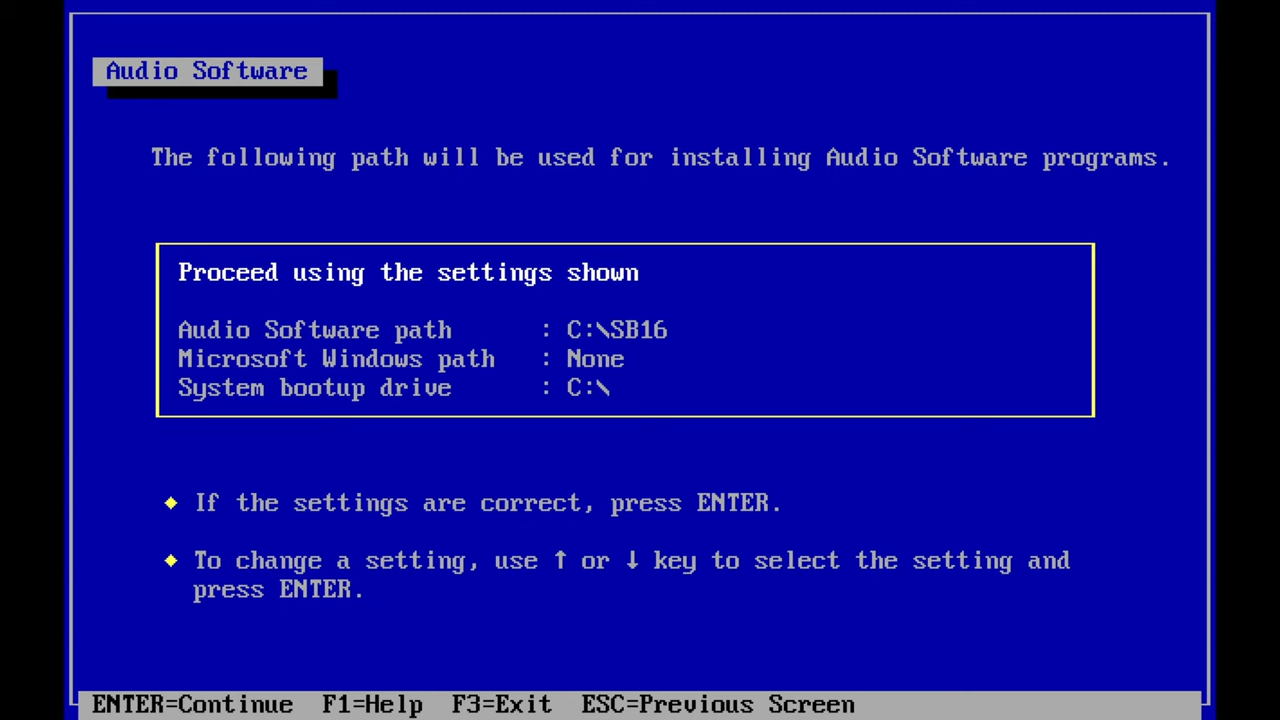 Audio Software
The following path will be used for installing Audio Software programs.
Proceed using the settings shown
Audio Software path : C:\SB16
Microsoft Windows path : None
System bootup drive : C:\
If the settings are correct, press ENTER.
To change a setting, use ↑ or ↓ key to select the setting and
press ENTER.
ENTER=Continue F1=Help F3=Exit ESC=Previous Screen